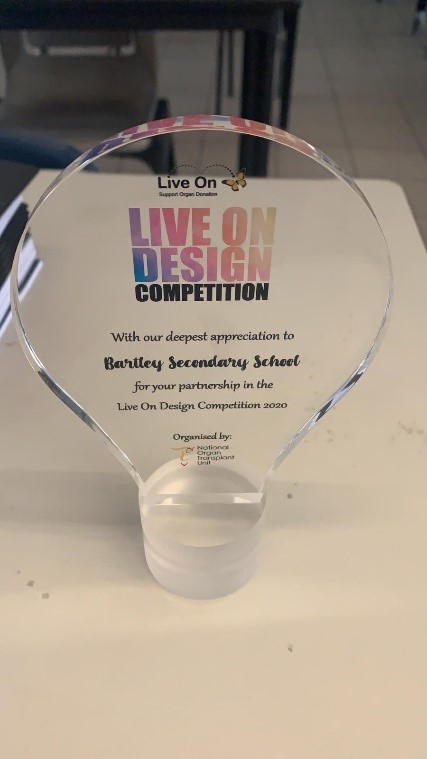 Live On
Support Organ Donation
LIVE ON
DESIGN
COMPETITION
With our deepest appreciation to
Bartley Secondary School
for your partnership in the
Live On Design Competition 2020
Organised by:
National
Organ
Transplant
Unit